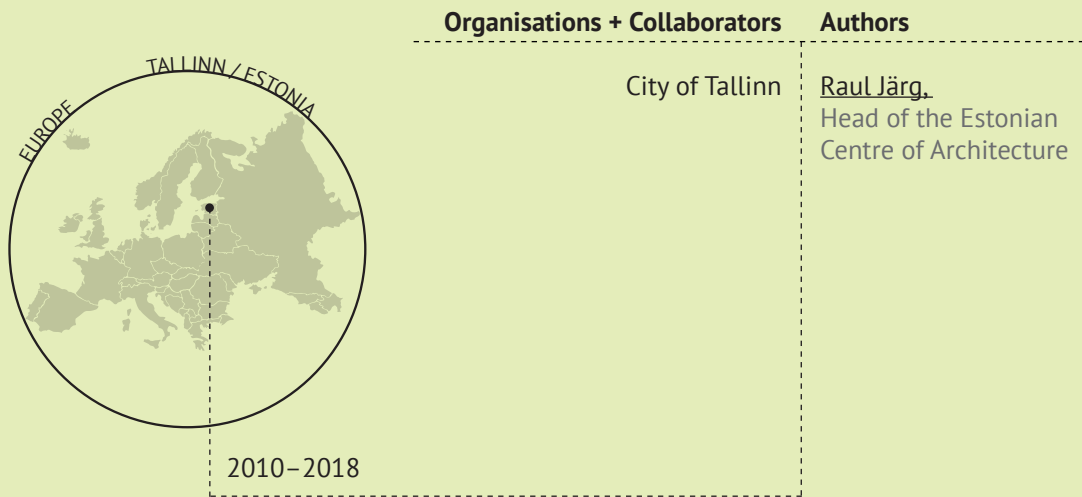 Organisations + Collaborators
Authors
EUROPE
TALLINN / ESTONIA
City of Tallinn
Raul Järg,
Head of the Estonian
Centre of Architecture
2010–2018